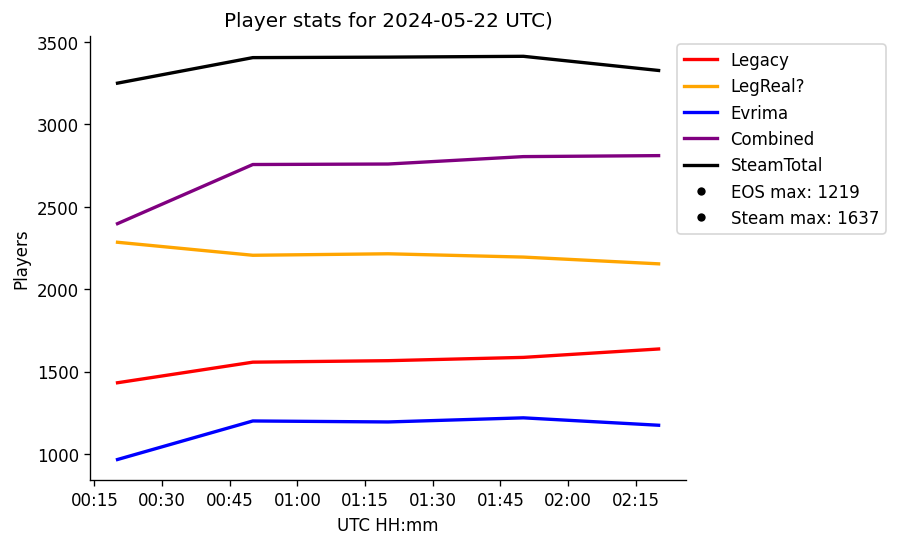 Player stats for 2024-05-22 UTC)
3500
3000
2500
2000
1500
1000
Players
00:15 00:30 00:45 01:00 01:15 01:30 01:45 02:00 02:15
UTC HH:mm
Legacy
LegReal?
Evrima
Combined
SteamTotal
EOS max: 1219
Steam max: 1637